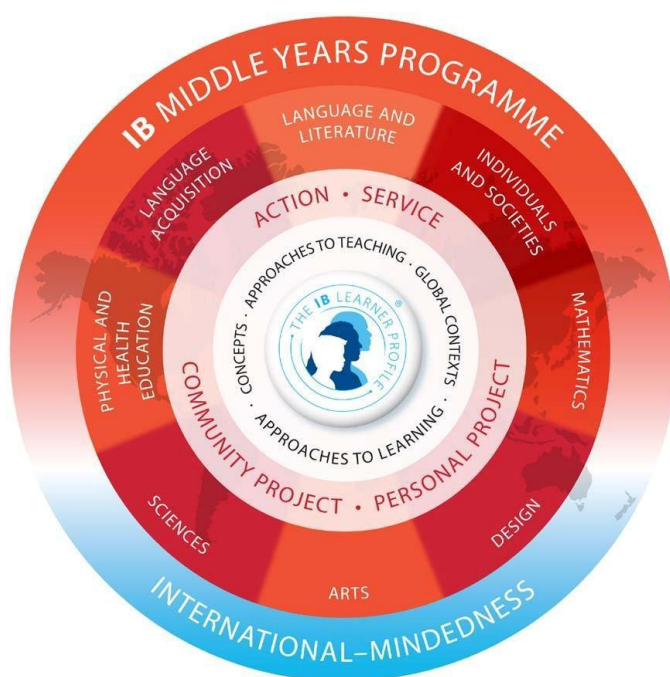 IB MIDDLE YEARS PROGRAMME
LANGUAGE AND
LITERATURE
INDIVIDUALS
AND SOCIETIES
MATHEMATICS
DESIGN
ARTS
SCIENCES
PHYSICAL AND
HEALTH
EDUCATION
LANGUAGE
ACQUISITION
ACTION • SERVICE
COMMUNITY PROJECT • PERSONAL PROJECT
APPROACHES TO TEACHING · GLOBAL CONTEXTS ·
APPROACHES TO LEARNING · CONCEPTS ·
THE IB LEARNER PROFILE ®
INTERNATIONAL–MINDEDNESS